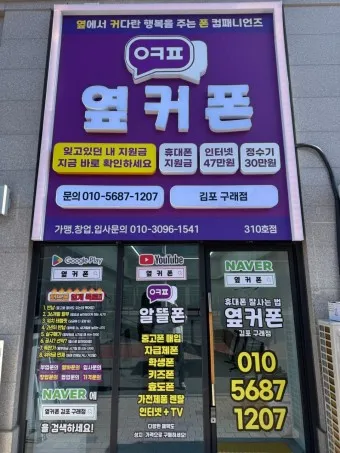 옆에서 커다란 행복을 주는 폰 컴패니언즈
여커폰
옆커폰
잊고있던 내 지원금
지금 바로 확인하세요
휴대폰
지원금
인터넷
47만원
정수기
30만원
문의 010-5687-1207
김포 구래점
가맹,창업,입사문의 010-3096-1541
310호점
Google Play
옆커폰
NAVER 에
옆커폰 김포 구래점
을 검색하세요!
YouTube
옆커폰
알뜰폰
중고폰 매입
자급제폰
학생폰
키즈폰
효도폰
가전제품 렌탈
인터넷 + TV
NAVER
옆커폰
휴대폰 잘사는 법
옆커폰
김포 구래점
010
5687
1207